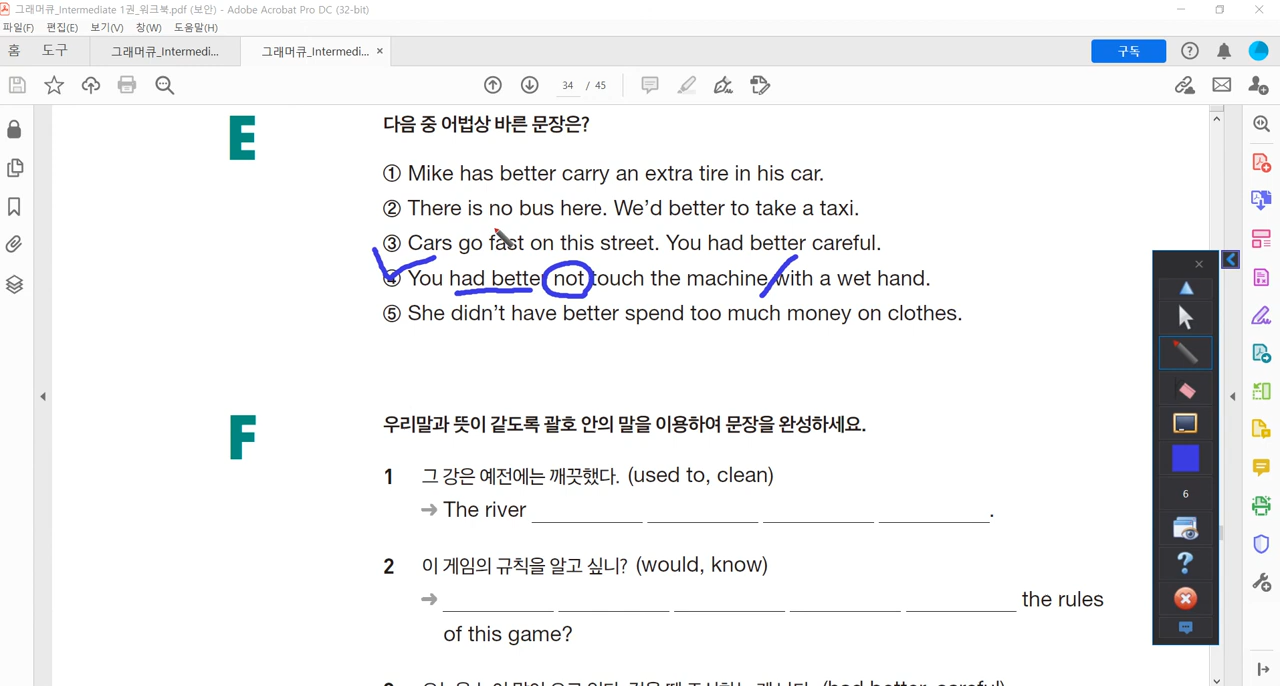 그래머큐_Intermediate 1권_워크북.pdf (보안) - Adobe Acrobat Pro DC (32-bit)
파일(F) 편집(E) 보기(V) 창(W) 도움말(H)
홈 도구 그래머큐_Intermedi... 그래머큐_Intermedi... × 구독
34 / 45
E
다음 중 어법상 바른 문장은?
① Mike has better carry an extra tire in his car.
② There is no bus here. We'd better to take a taxi.
③ Cars go fast on this street. You had better careful.
④ You had better not touch the machine with a wet hand.
⑤ She didn't have better spend too much money on clothes.
F
우리말과 뜻이 같도록 괄호 안의 말을 이용하여 문장을 완성하세요.
1 그 강은 예전에는 깨끗했다. (used to, clean)
→ The river ________ ________ ________ ________.
2 이 게임의 규칙을 알고 싶니? (would, know)
→ ________ ________ ________ ________ ________ the rules
of this game?
6